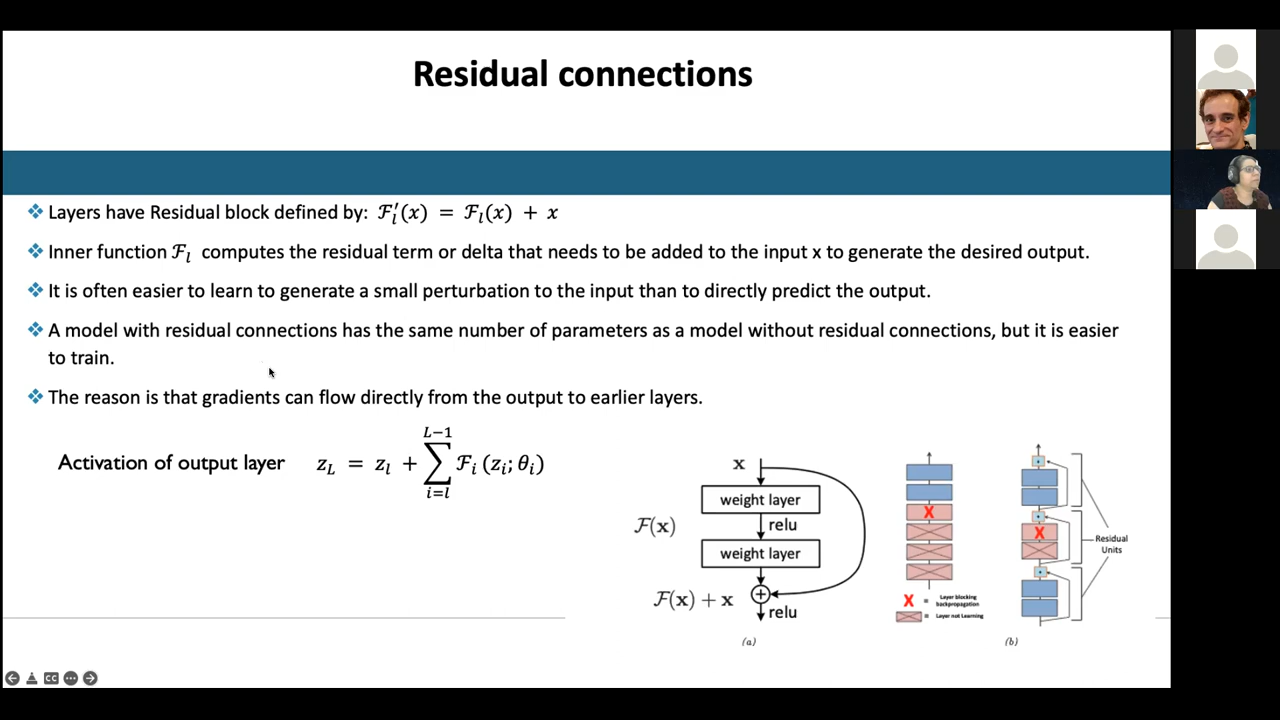 Residual connections
❖ Layers have Residual block defined by: ℱ′ₗ(x) = ℱₗ(x) + x
❖ Inner function ℱₗ computes the residual term or delta that needs to be added to the input x to generate the desired output.
❖ It is often easier to learn to generate a small perturbation to the input than to directly predict the output.
❖ A model with residual connections has the same number of parameters as a model without residual connections, but it is easier
to train.
❖ The reason is that gradients can flow directly from the output to earlier layers.
Activation of output layer z_L = z_l + ∑_{i=l}^{L−1} ℱ_i (z_i; θ_i)
x
weight layer
ℱ(x)
relu
weight layer
ℱ(x) + x
relu
(a)
X
X
Residual
Units
X = Layer blocking
backpropagation
= Layer not Learning
(b)
CC